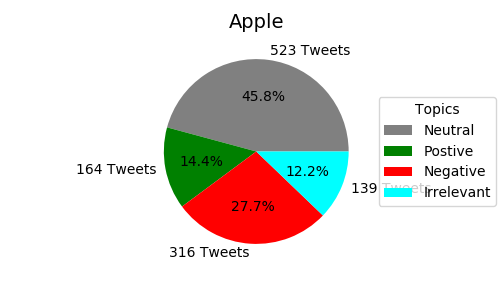 Apple
523 Tweets
45.8%
Topics
Neutral
Postive
Negative
Irrelevant
14.4%
12.2%
164 Tweets
139 Tweets
27.7%
316 Tweets